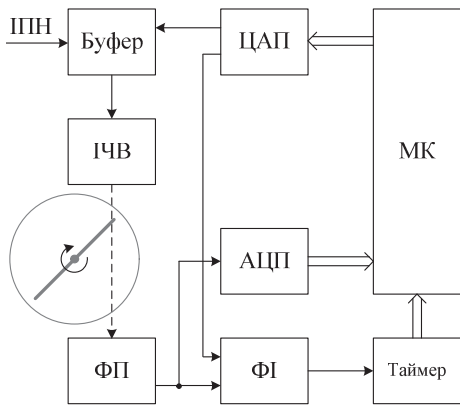 ІПН
Буфер
ЦАП
МК
ІЧВ
АЦП
ФП
ФІ
Таймер